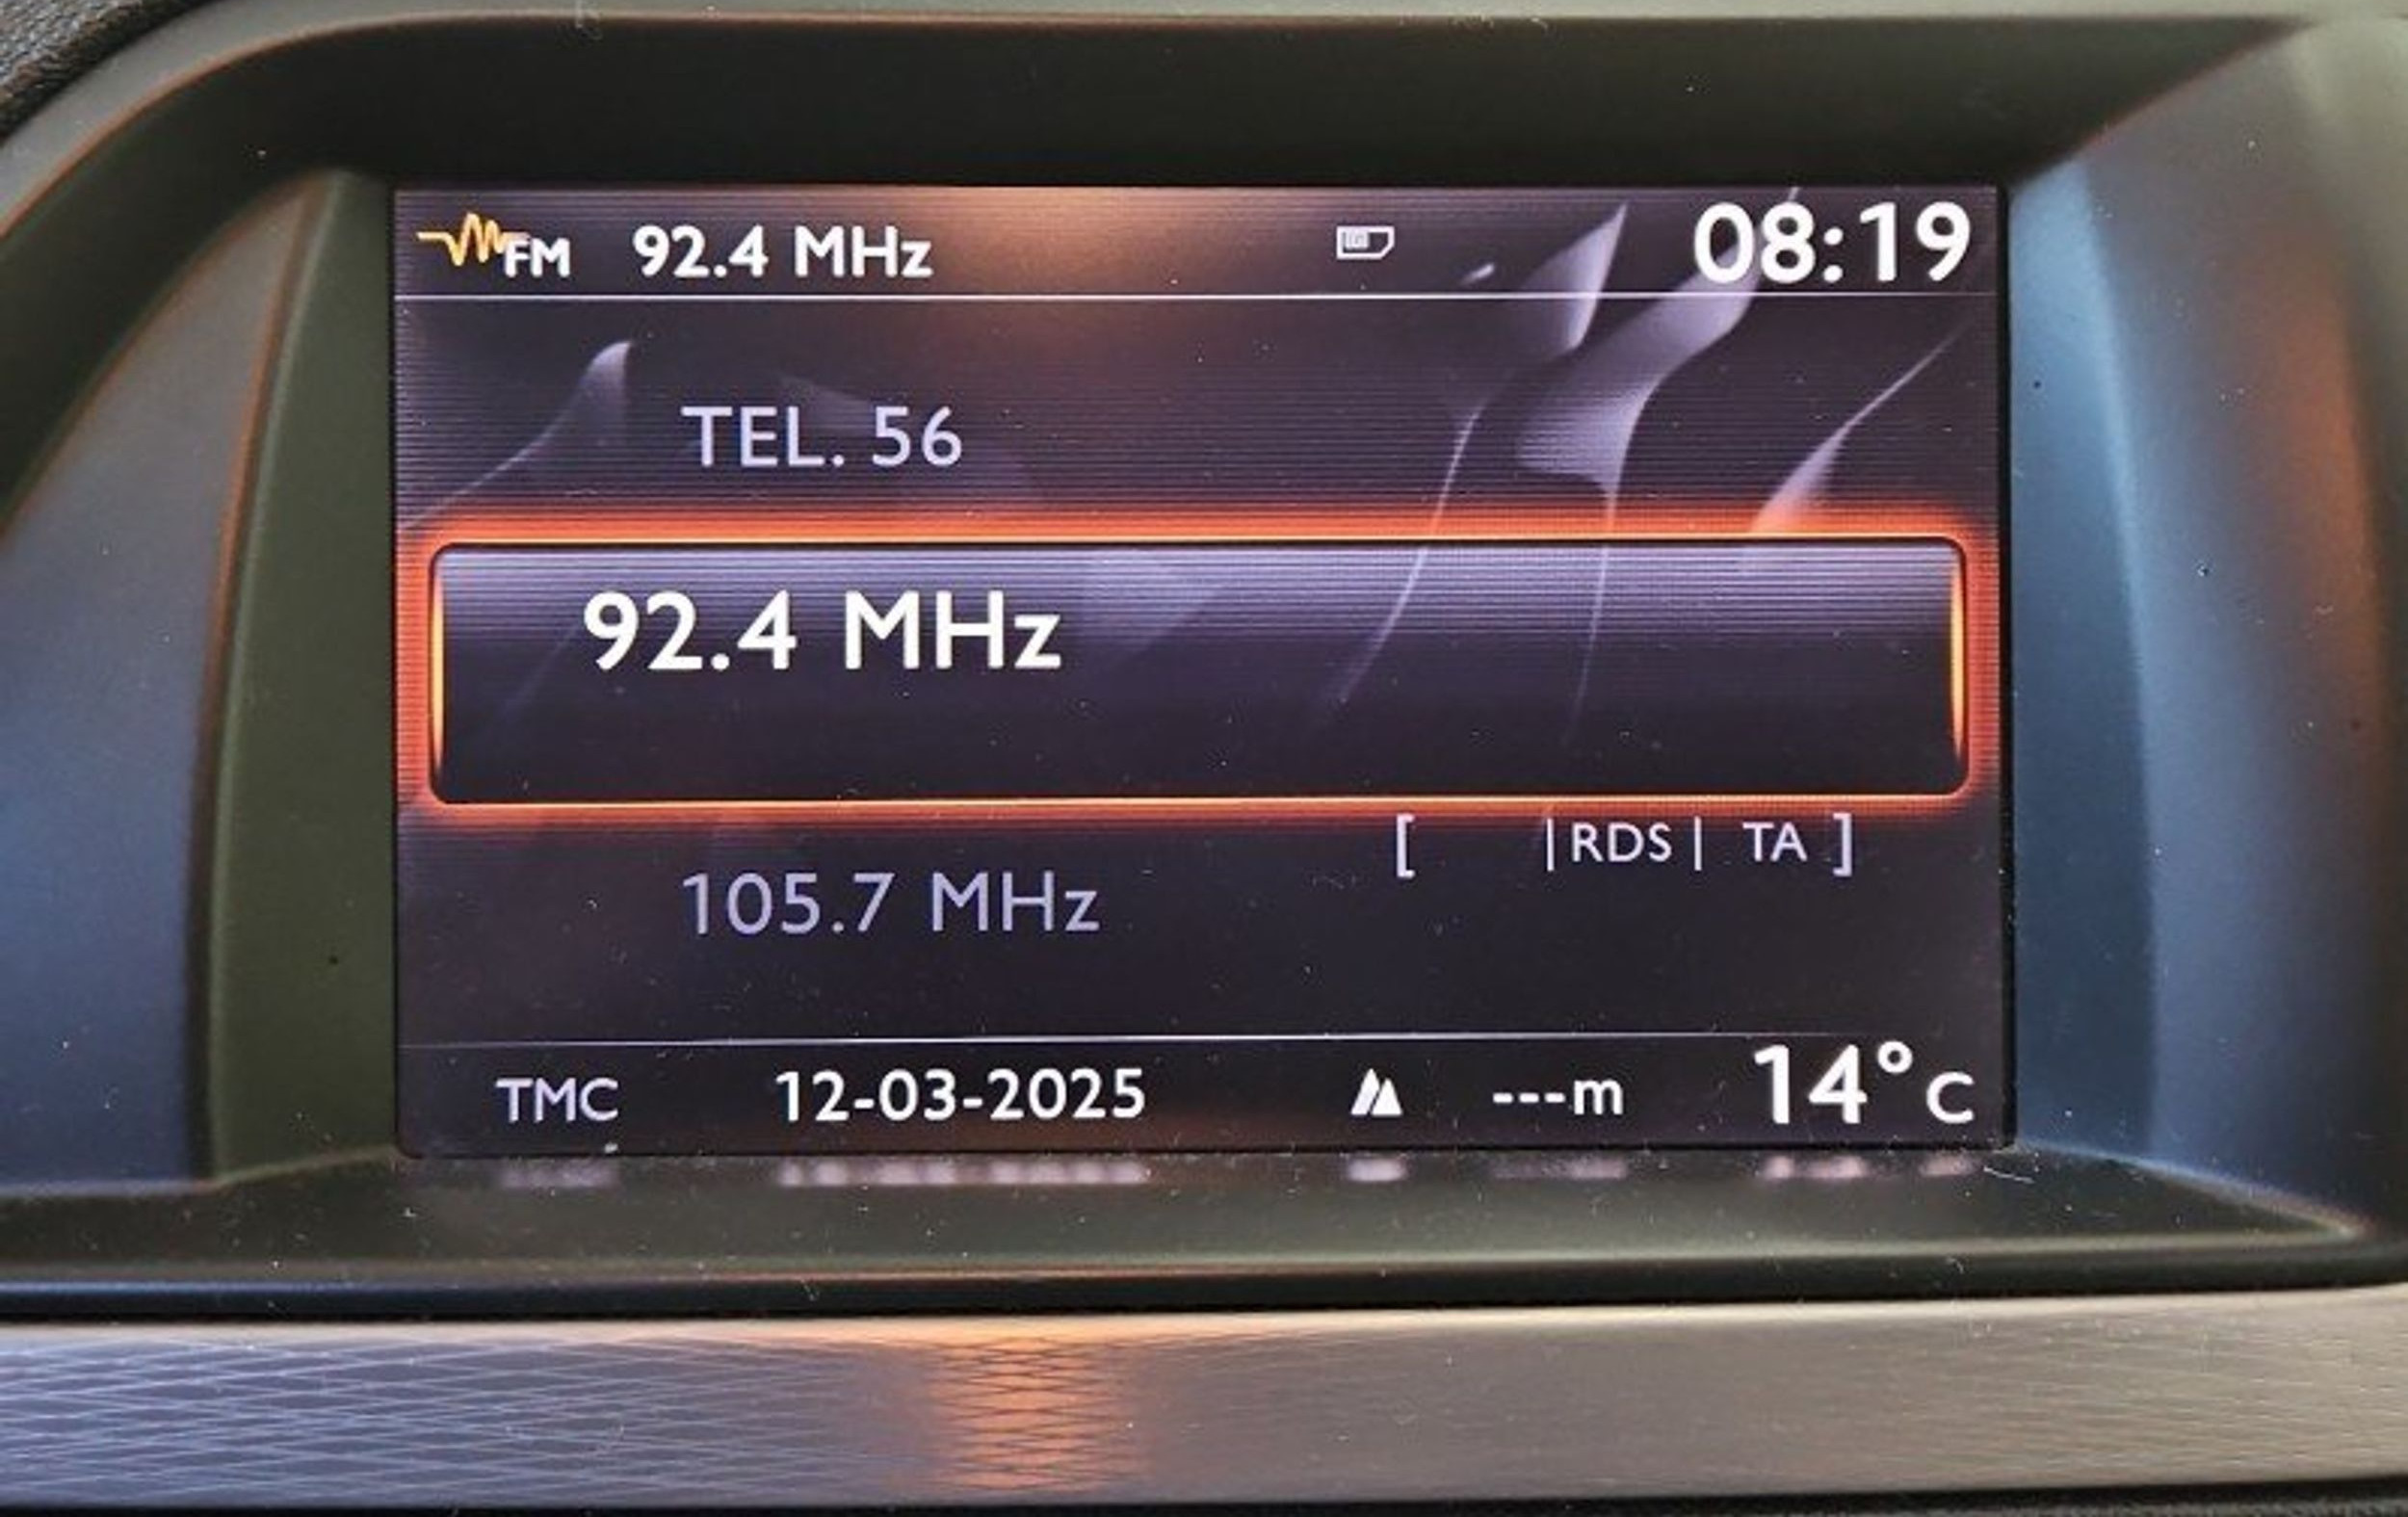 FM 92.4 MHz 08:19
TEL. 56
92.4 MHz
[ |RDS| TA ]
105.7 MHz
TMC 12-03-2025 ---m 14°C